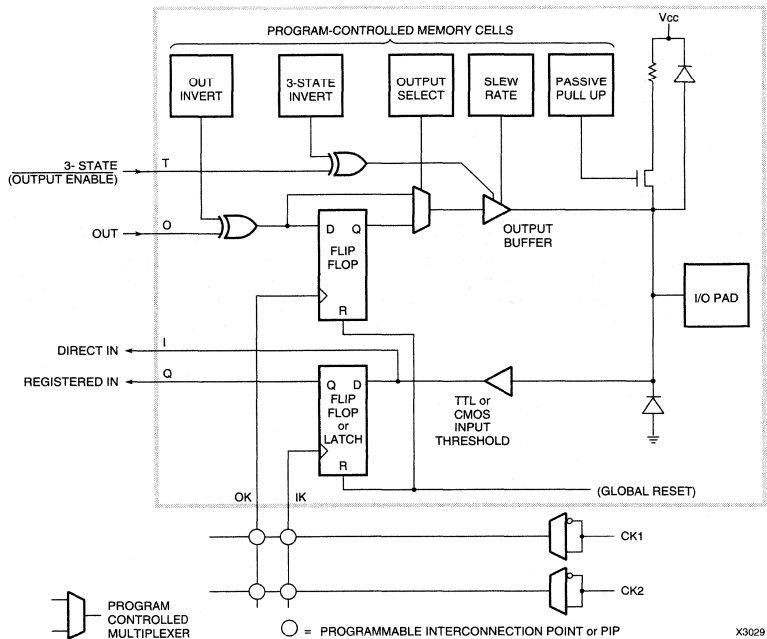 Vcc
PROGRAM-CONTROLLED MEMORY CELLS
OUT
INVERT
3-STATE
INVERT
OUTPUT
SELECT
SLEW
RATE
PASSIVE
PULL UP
3- STATE
(OUTPUT ENABLE)
T
OUT
O
D Q
FLIP
FLOP
R
OUTPUT
BUFFER
I/O PAD
DIRECT IN
I
REGISTERED IN
Q
Q D
FLIP
FLOP
or
LATCH
R
TTL or
CMOS
INPUT
THRESHOLD
OK
IK
(GLOBAL RESET)
CK1
CK2
PROGRAM
CONTROLLED
MULTIPLEXER
= PROGRAMMABLE INTERCONNECTION POINT or PIP
X3029